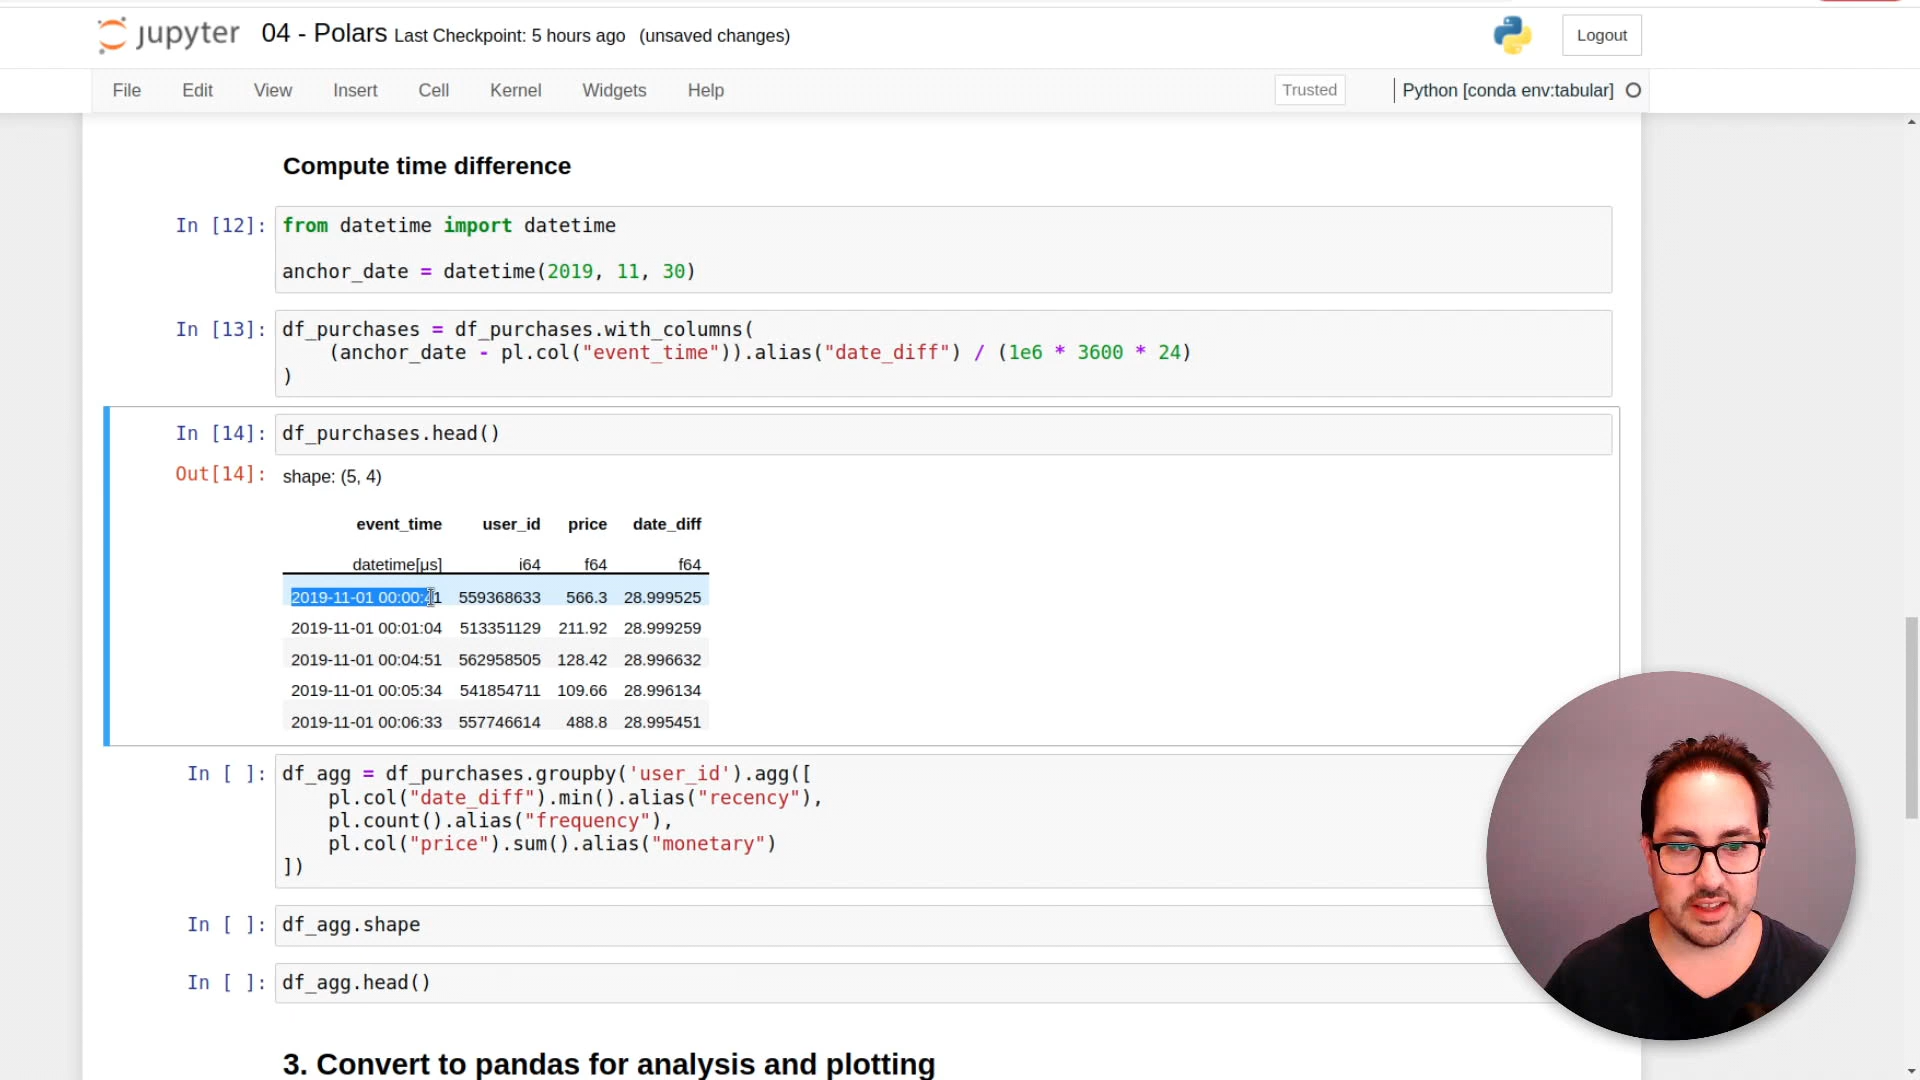 jupyter 04 - Polars Last Checkpoint: 5 hours ago (unsaved changes) Logout
File Edit View Insert Cell Kernel Widgets Help Trusted Python [conda env:tabular]
Compute time difference
In [12]: from datetime import datetime
anchor_date = datetime(2019, 11, 30)
In [13]: df_purchases = df_purchases.with_columns(
(anchor_date - pl.col("event_time")).alias("date_diff") / (1e6 * 3600 * 24)
)
In [14]: df_purchases.head()
Out[14]: shape: (5, 4)
event_time user_id price date_diff
datetime[μs] i64 f64 f64
2019-11-01 00:00:41 559368633 566.3 28.999525
2019-11-01 00:01:04 513351129 211.92 28.999259
2019-11-01 00:04:51 562958505 128.42 28.996632
2019-11-01 00:05:34 541854711 109.66 28.996134
2019-11-01 00:06:33 557746614 488.8 28.995451
In [ ]: df_agg = df_purchases.groupby('user_id').agg([
pl.col("date_diff").min().alias("recency"),
pl.count().alias("frequency"),
pl.col("price").sum().alias("monetary")
])
In [ ]: df_agg.shape
In [ ]: df_agg.head()
3. Convert to pandas for analysis and plotting